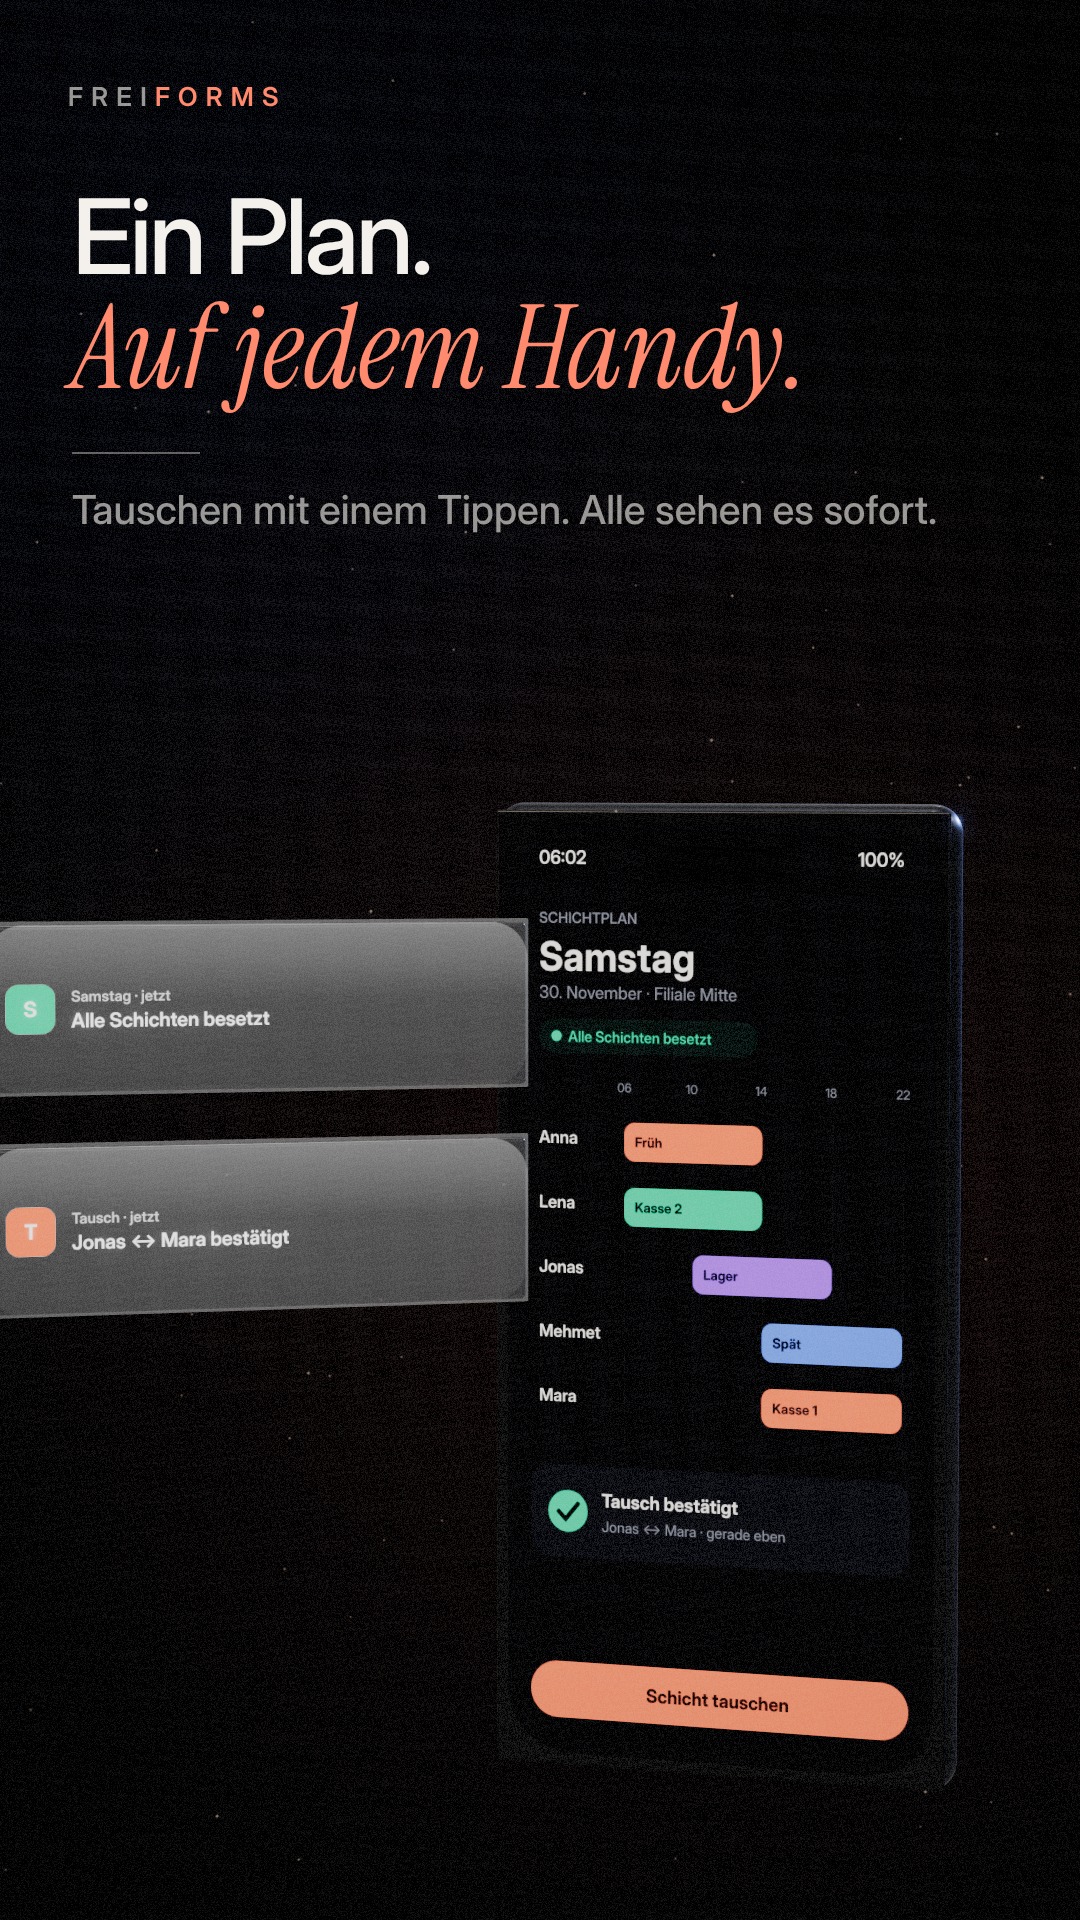 FREIFORMS
Ein Plan.
Auf jedem Handy.
Tauschen mit einem Tippen. Alle sehen es sofort.
S
Samstag · jetzt
Alle Schichten besetzt
T
Tausch · jetzt
Jonas ↔ Mara bestätigt
06:02 100%
SCHICHTPLAN
Samstag
30. November · Filiale Mitte
Alle Schichten besetzt
06 10 14 18 22
Anna Früh
Lena Kasse 2
Jonas Lager
Mehmet Spät
Mara Kasse 1
Tausch bestätigt
Jonas ↔ Mara · gerade eben
Schicht tauschen